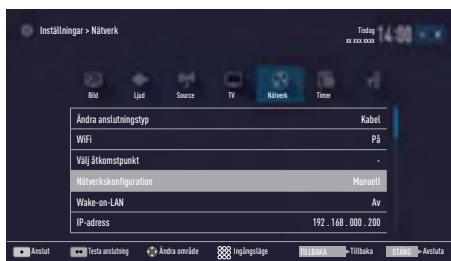 Inställningar > Nätverk
Tisdag
xx xxx xxxx
14:00
Bild Ljud Source TV Nätverk Timer
Ändra anslutningstyp Kabel
WiFi På
Välj åtkomstpunkt -
Nätverkskonfiguration Manuell
Wake-on-LAN Av
IP-adress 192 . 168 . 000 . 200
Anslut Testa anslutning Ändra område Ingångsläge TILLBAKA Tillbaka STÄNG Avsluta